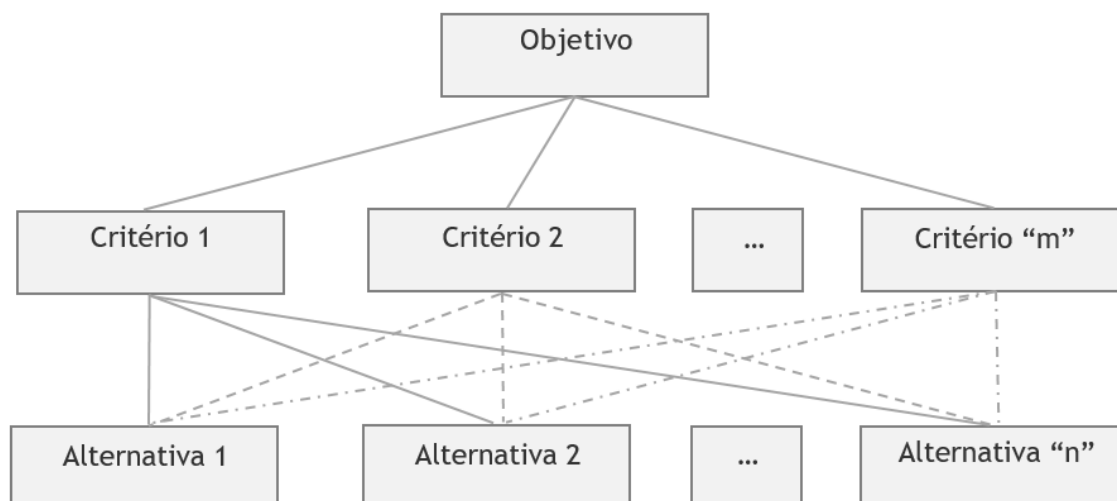 Objetivo
Critério 1
Critério 2
...
Critério “m”
Alternativa 1
Alternativa 2
...
Alternativa “n”